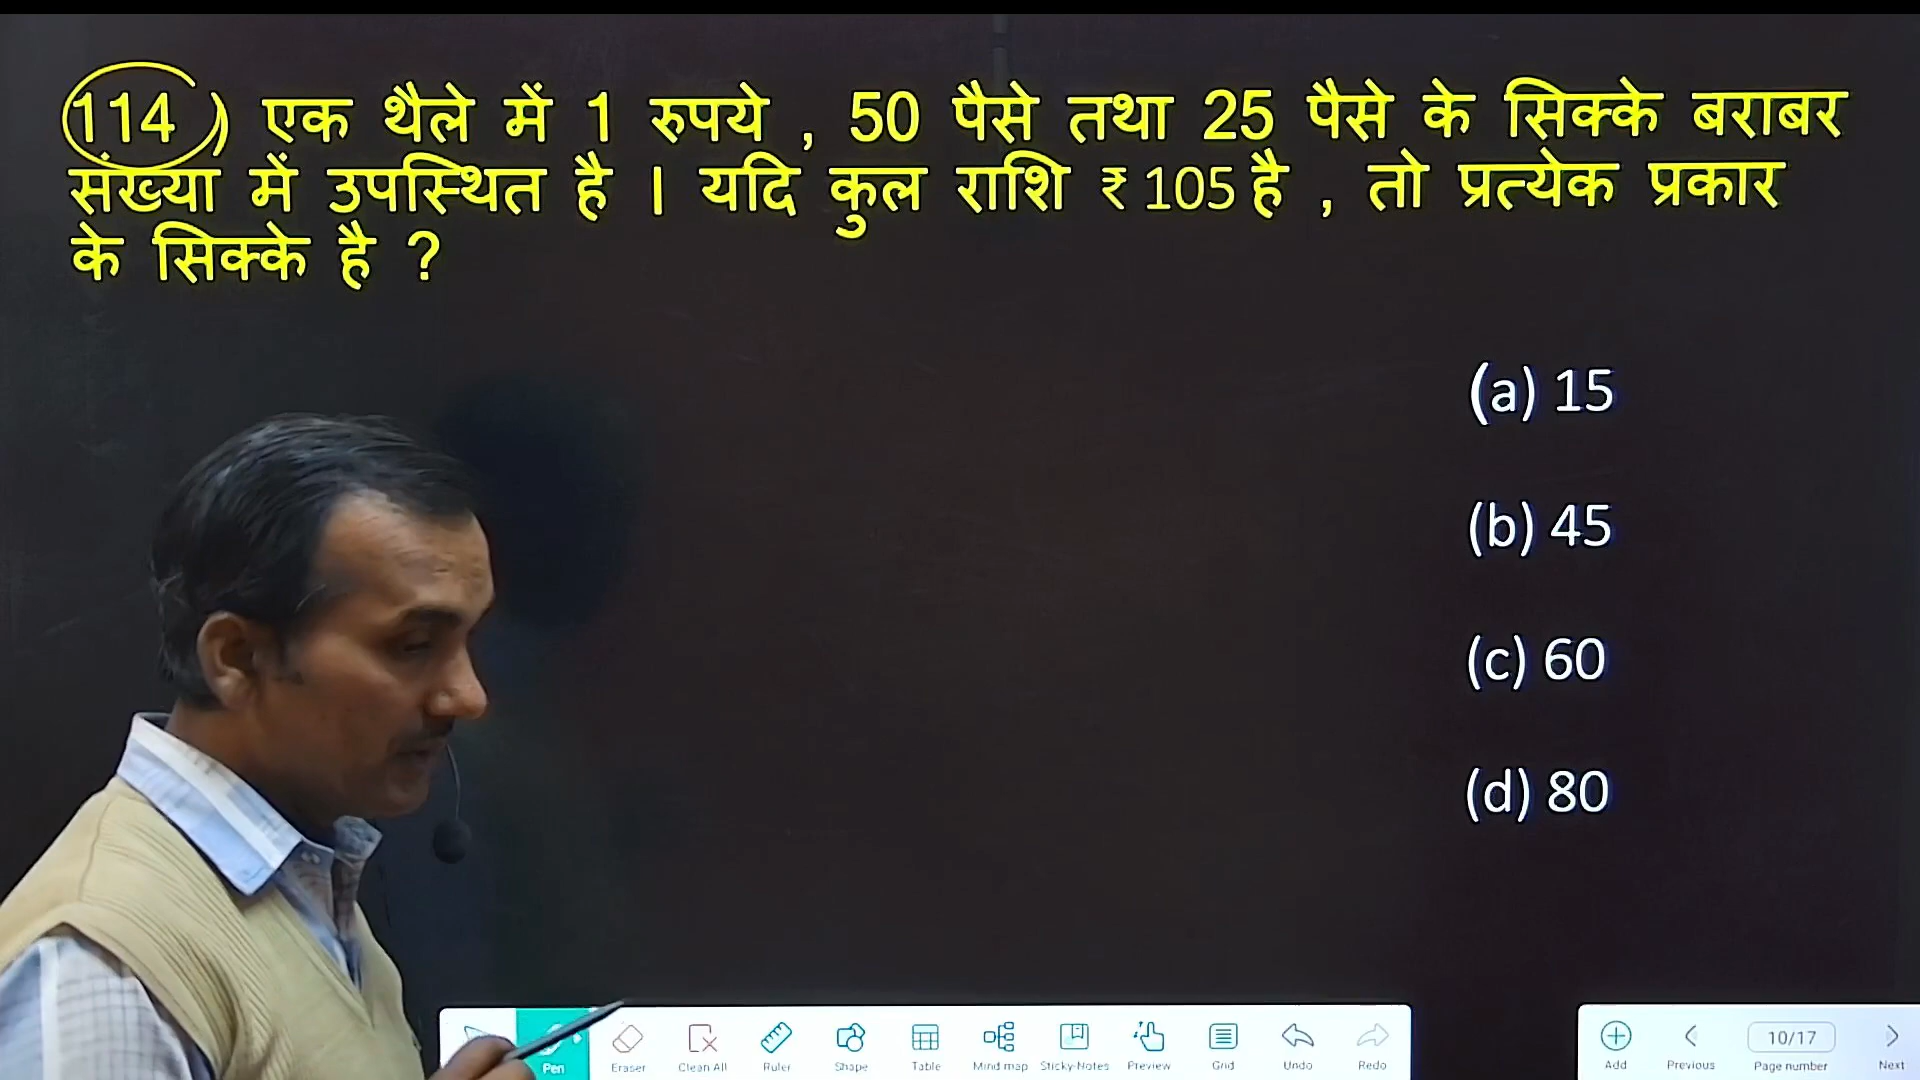 114) एक थैले में 1 रुपये , 50 पैसे तथा 25 पैसे के सिक्के बराबर
संख्या में उपस्थित है । यदि कुल राशि ₹ 105 है , तो प्रत्येक प्रकार
के सिक्के है ?
(a) 15
(b) 45
(c) 60
(d) 80
Pen
Eraser
Clean All
Ruler
Shape
Table
Mind map
Sticky-Notes
Preview
Grid
Undo
Redo
Add
Previous
10/17
Page number
Next